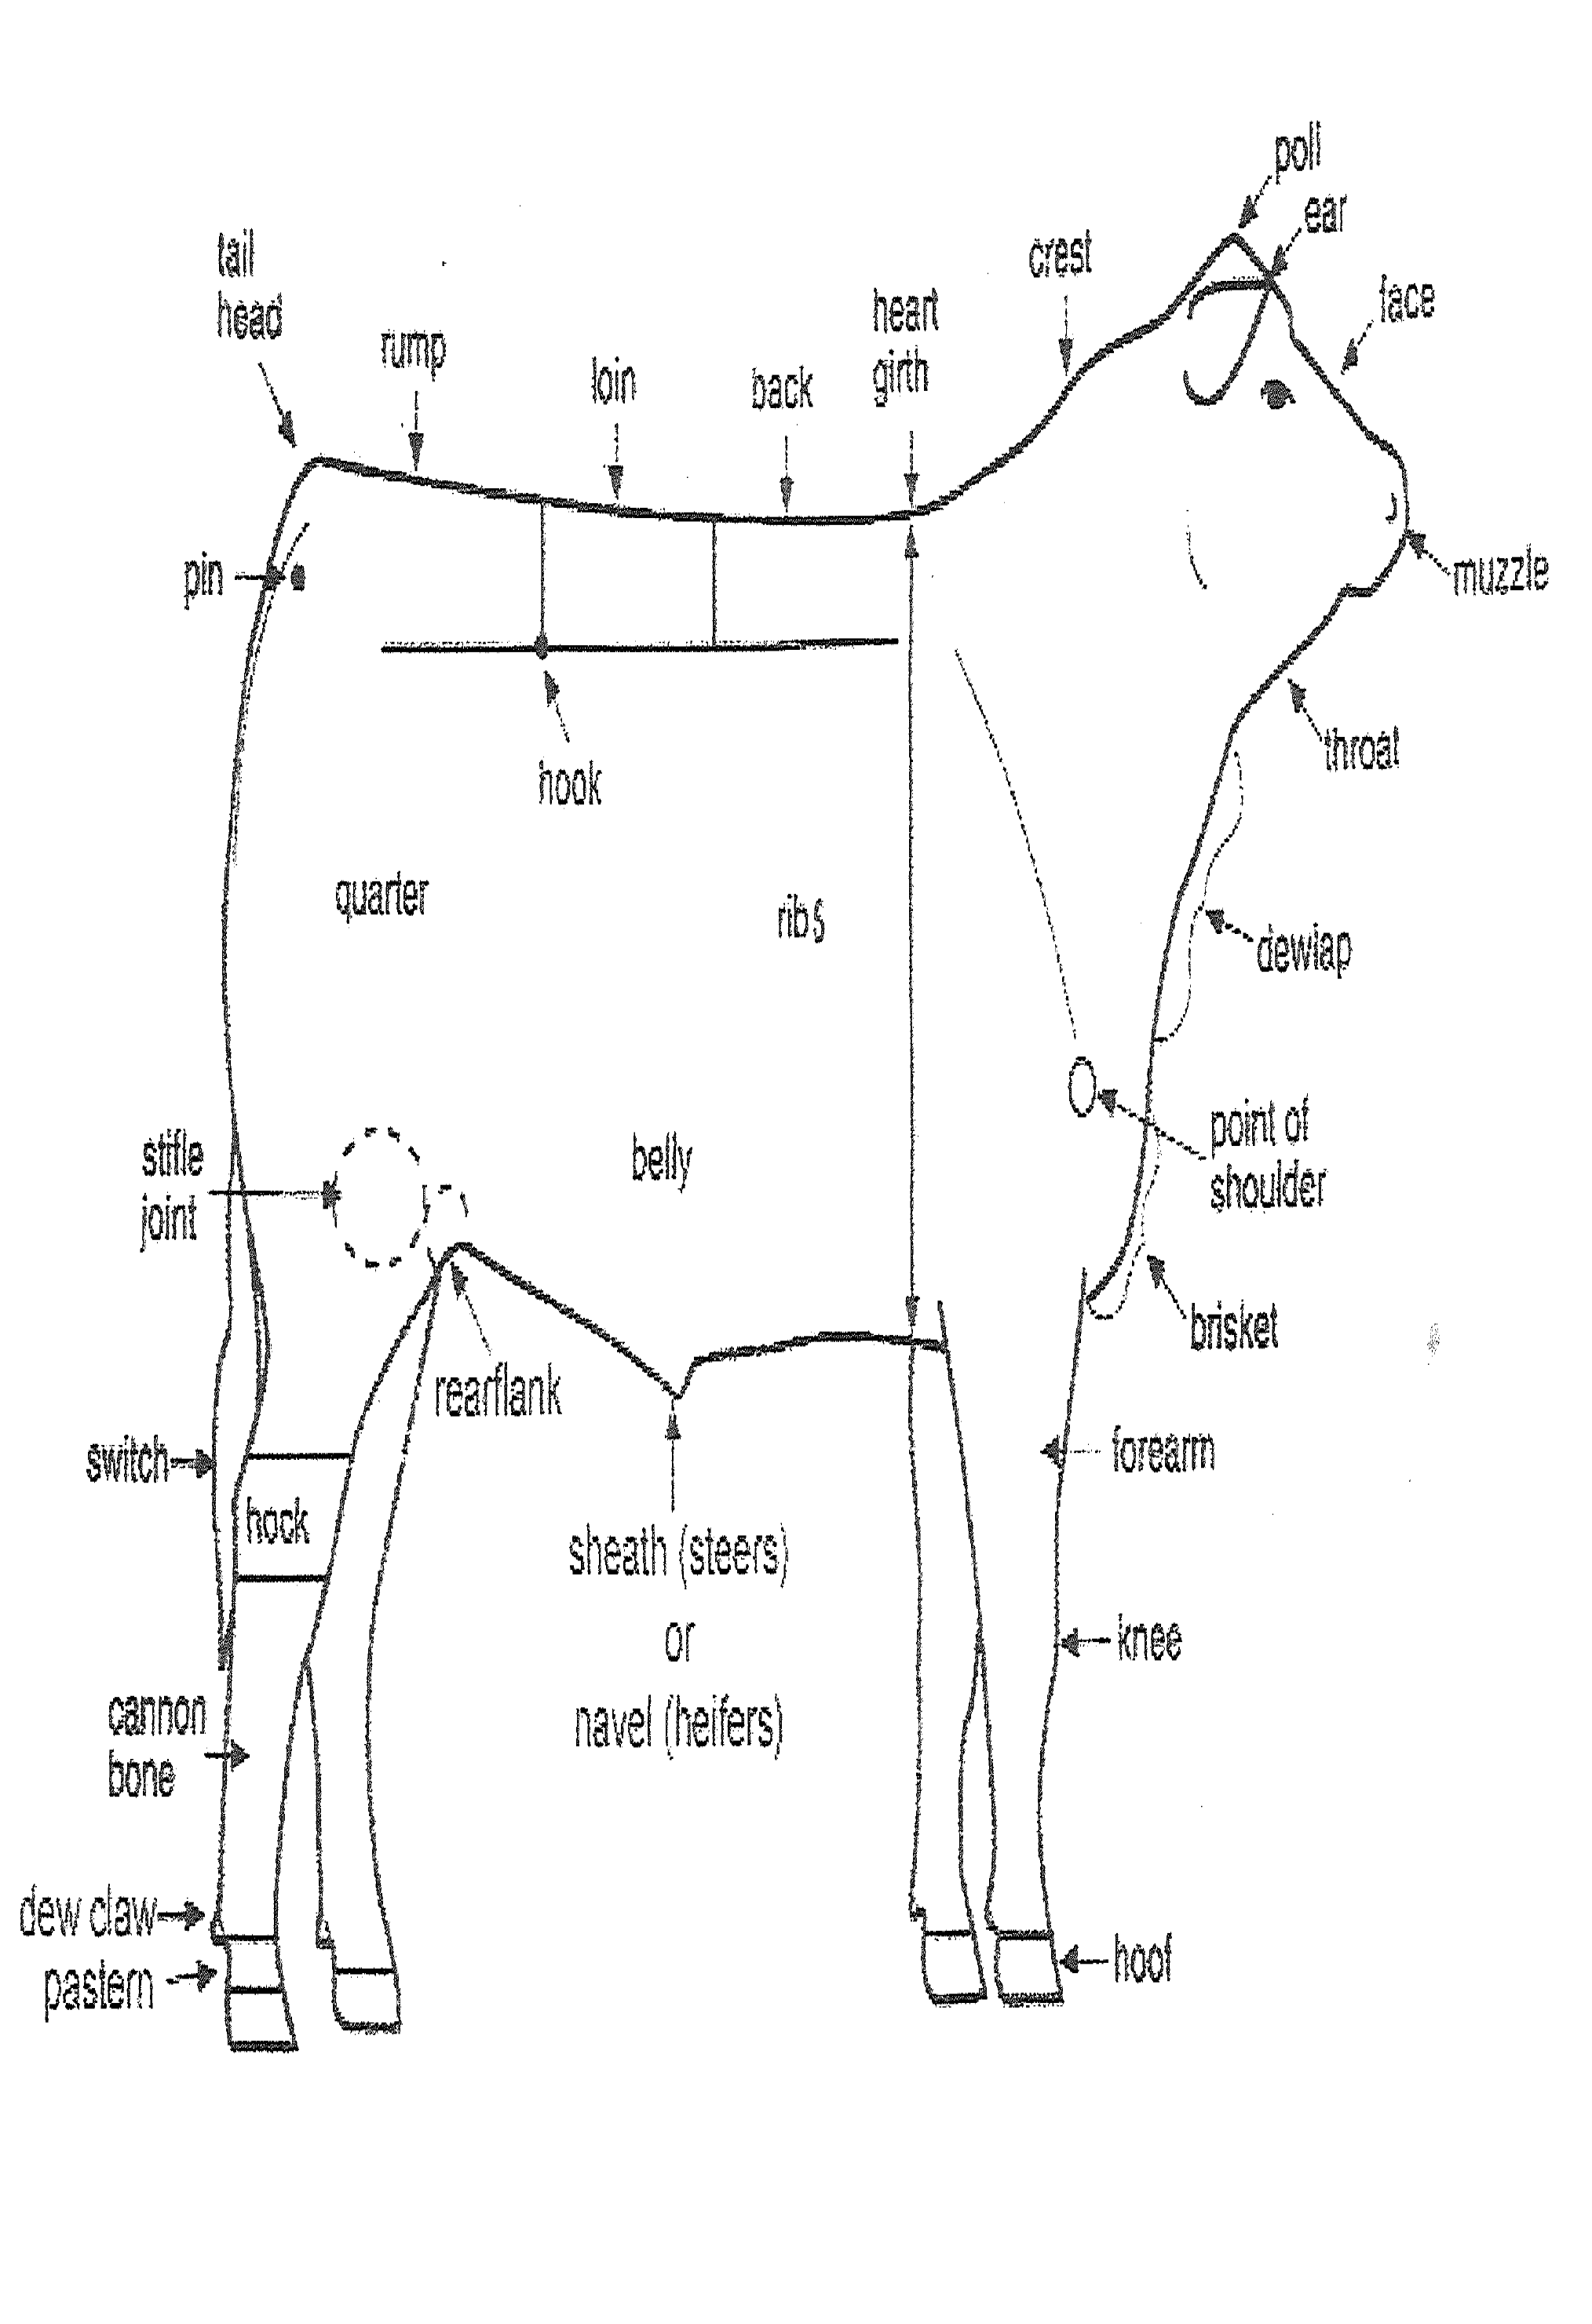 poll
ear
tail
head
crest
face
heart
girth
rump
loin
back
pin
muzzle
throat
hook
quarter
ribs
dewlap
point of
shoulder
stifle
joint
belly
brisket
rearflank
forearm
switch
hock
sheath (steers)
or
navel (heifers)
knee
cannon
bone
dew claw
pastern
hoof